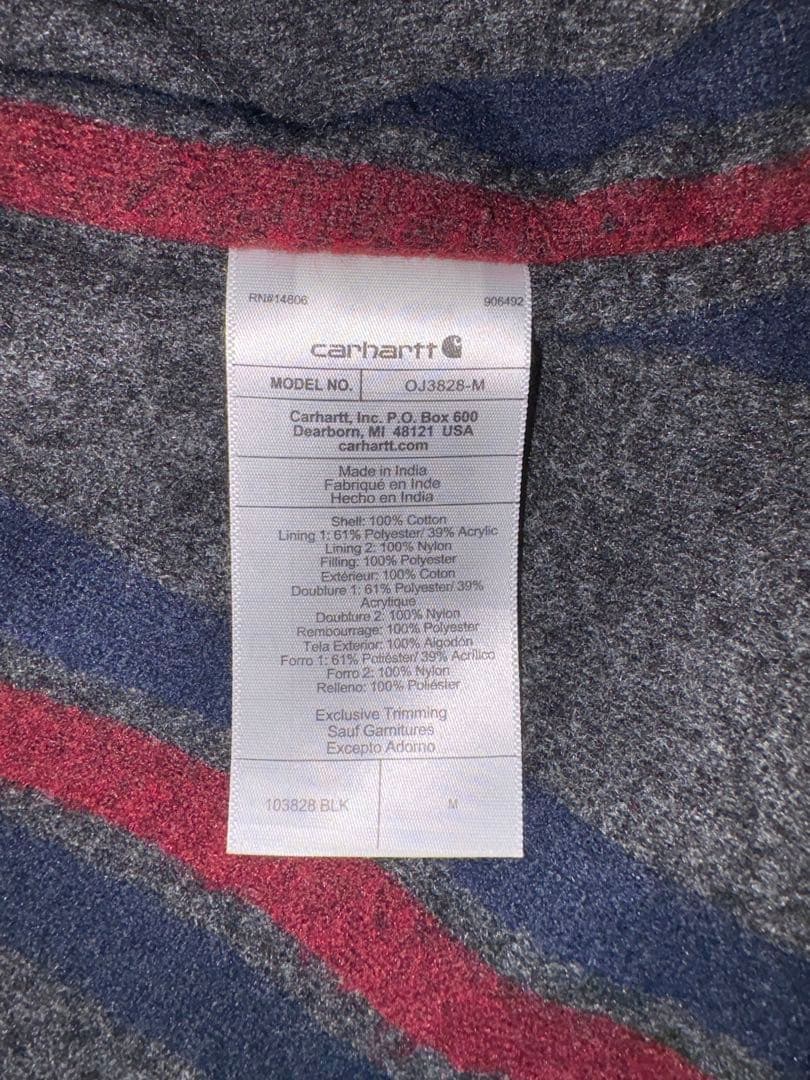 RN#14806 906492
carhartt
MODEL NO. OJ3828-M
Carhartt, Inc. P.O. Box 600
Dearborn, MI 48121 USA
carhartt.com
Made in India
Fabriqué en Inde
Hecho en India
Shell: 100% Cotton
Lining 1: 61% Polyester/ 39% Acrylic
Lining 2: 100% Nylon
Filling: 100% Polyester
Extérieur: 100% Coton
Doublure 1: 61% Polyester/ 39%
Acrylique
Doublure 2: 100% Nylon
Rembourrage: 100% Polyester
Tela Exterior: 100% Algodón
Forro 1: 61% Poliéster/ 39% Acrílico
Forro 2: 100% Nylon
Relleno: 100% Poliéster
Exclusive Trimming
Sauf Garnitures
Excepto Adorno
103828 BLK M